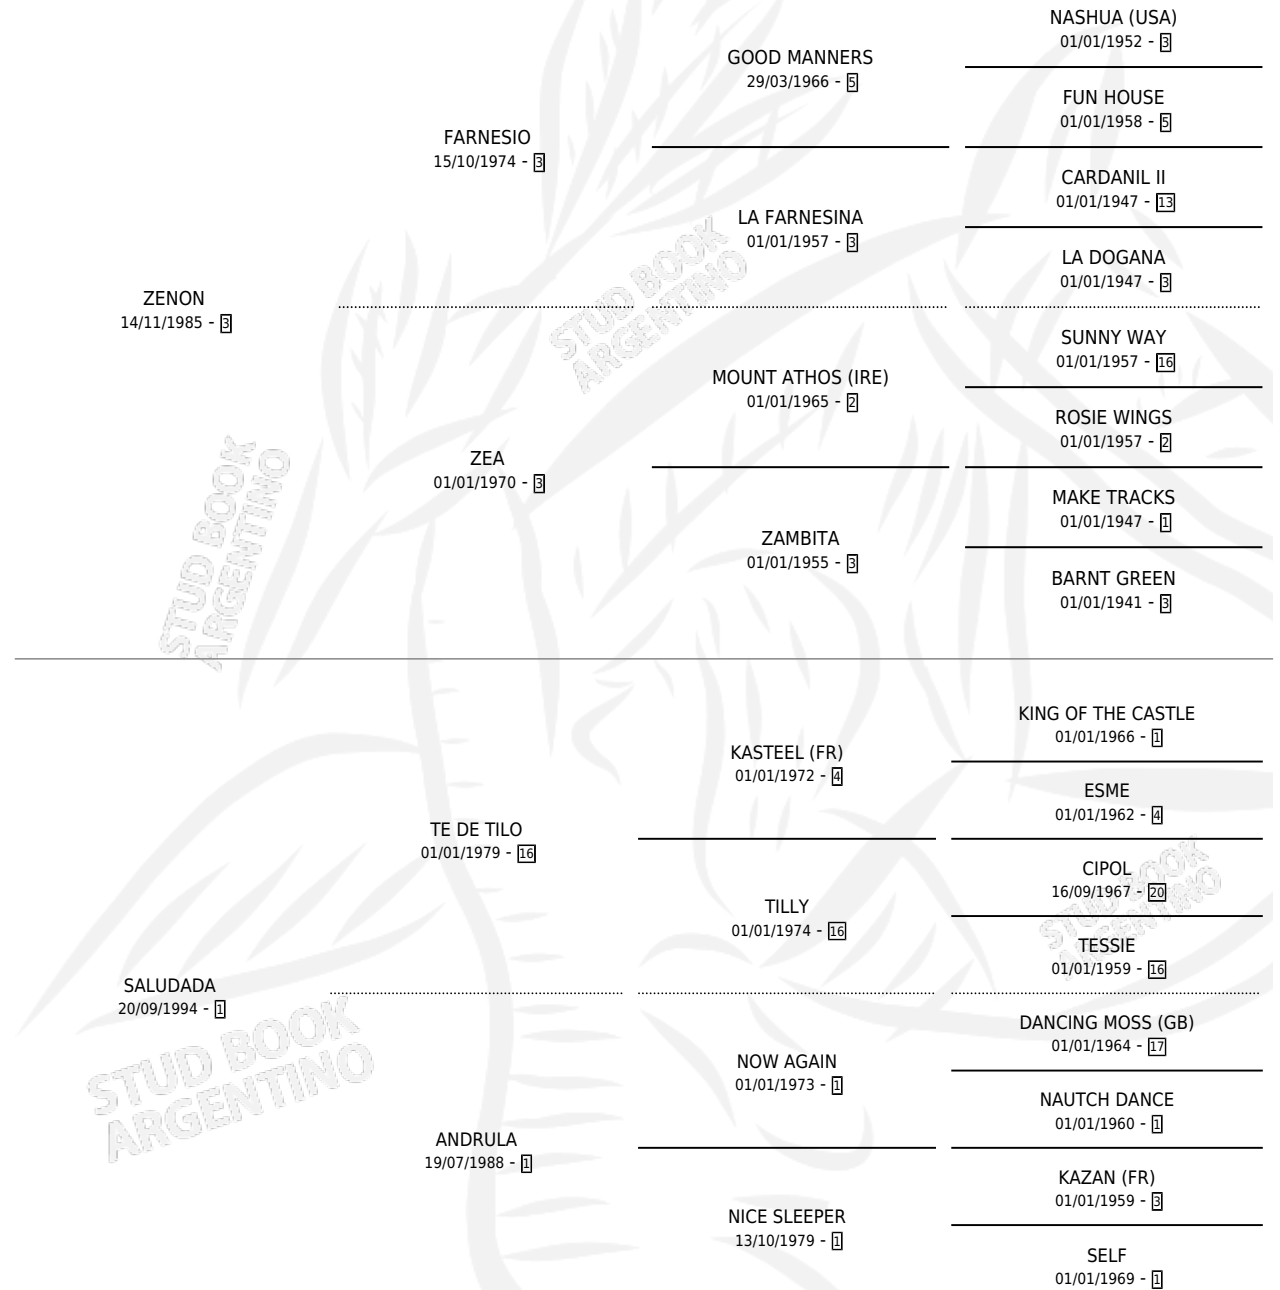 NASHUA (USA)
01/01/1952 - 3
GOOD MANNERS
29/03/1966 - 5
FUN HOUSE
01/01/1958 - 5
FARNESIO
15/10/1974 - 3
CARDANIL II
01/01/1947 - 13
LA FARNESINA
01/01/1957 - 3
LA DOGANA
01/01/1947 - 3
ZENON
14/11/1985 - 3
SUNNY WAY
01/01/1957 - 16
MOUNT ATHOS (IRE)
01/01/1965 - 2
ROSIE WINGS
01/01/1957 - 2
ZEA
01/01/1970 - 3
MAKE TRACKS
01/01/1947 - 1
ZAMBITA
01/01/1955 - 3
BARNT GREEN
01/01/1941 - 3
KING OF THE CASTLE
01/01/1966 - 1
KASTEEL (FR)
01/01/1972 - 4
ESME
01/01/1962 - 4
TE DE TILO
01/01/1979 - 16
CIPOL
16/09/1967 - 20
TILLY
01/01/1974 - 16
TESSIE
01/01/1959 - 16
SALUDADA
20/09/1994 - 1
DANCING MOSS (GB)
01/01/1964 - 17
NOW AGAIN
01/01/1973 - 1
NAUTCH DANCE
01/01/1960 - 1
ANDRULA
19/07/1988 - 1
KAZAN (FR)
01/01/1959 - 3
NICE SLEEPER
13/10/1979 - 1
SELF
01/01/1969 - 1
STUD BOOK
ARGENTINO
STUD BOOK
ARGENTINO
STUD BOOK
ARGENTINO
STUD BOOK
ARGENTINO